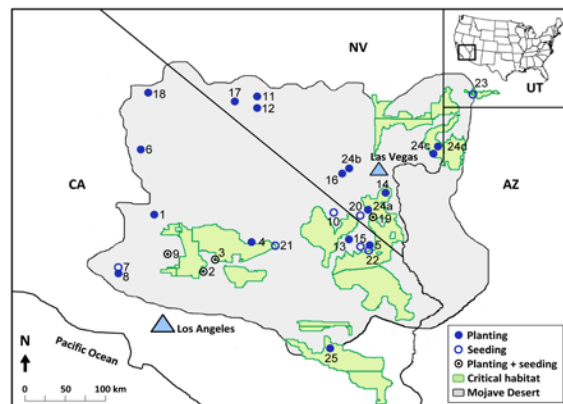 NV
UT
23
18
17
11
12
6
24b
16
24c
24d
Las Vegas
14
CA
AZ
1
10
20
24a
19
9
3
4
21
13
15
5
22
7
8
2
Los Angeles
25
Pacific Ocean
N
0 50 100 km
Planting
Seeding
Planting + seeding
Critical habitat
Mojave Desert